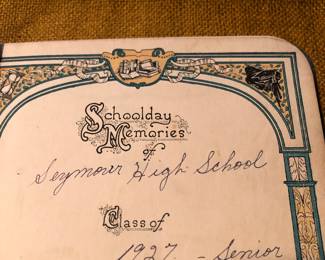 Schoolday
Memories
of
Seymour High School
Class of
1927 - Senior